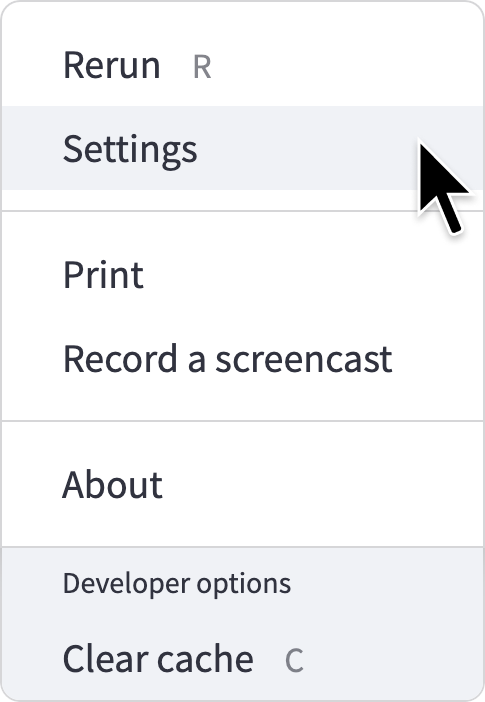 Rerun R
Settings
Print
Record a screencast
About
Developer options
Clear cache C